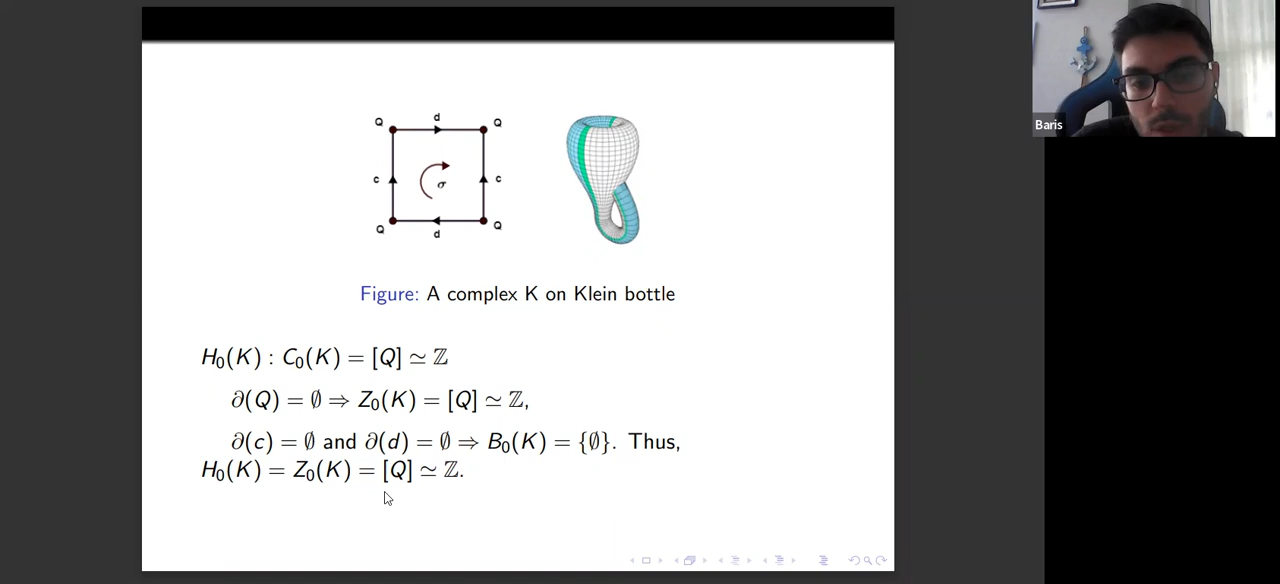 Q d Q
c σ c
Q d Q
Figure: A complex K on Klein bottle
H₀(K) : C₀(K) = [Q] ≃ ℤ
∂(Q) = ∅ ⇒ Z₀(K) = [Q] ≃ ℤ,
∂(c) = ∅ and ∂(d) = ∅ ⇒ B₀(K) = {∅}. Thus,
H₀(K) = Z₀(K) = [Q] ≃ ℤ.
Baris